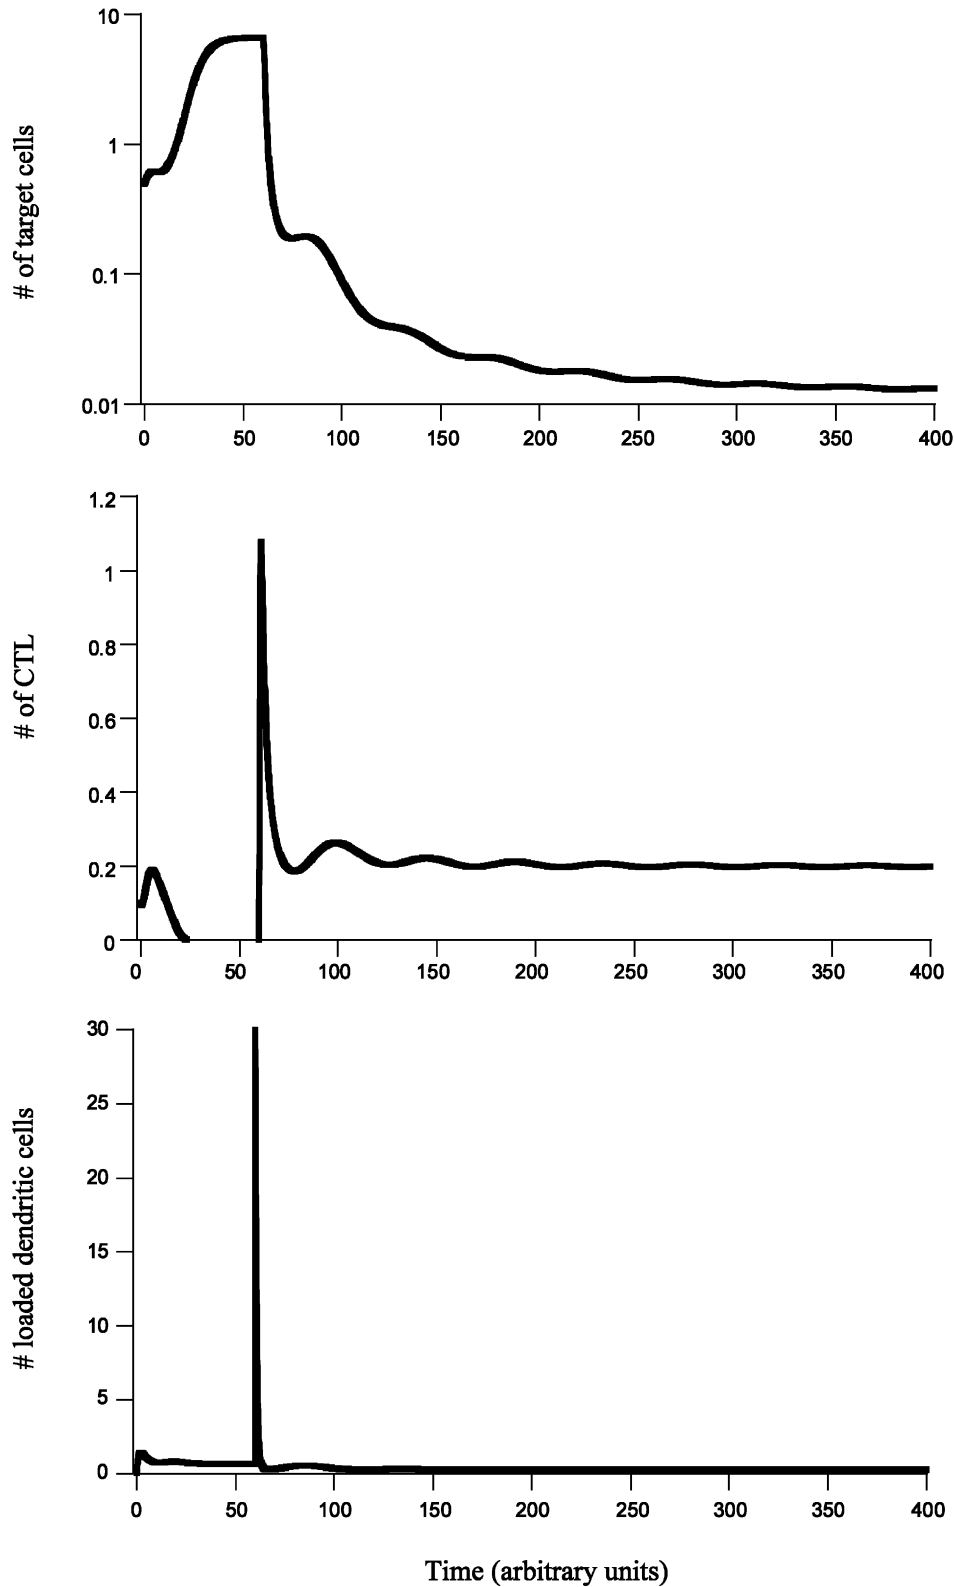 # of target cells
10
1
0.1
0.01
0 50 100 150 200 250 300 350 400
# of CTL
1.2
1
0.8
0.6
0.4
0.2
0
0 50 100 150 200 250 300 350 400
# loaded dendritic cells
30
25
20
15
10
5
0
0 50 100 150 200 250 300 350 400
Time (arbitrary units)